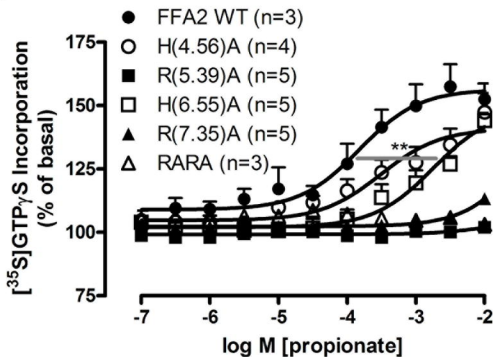 FFA2 WT (n=3)
H(4.56)A (n=4)
R(5.39)A (n=5)
H(6.55)A (n=5)
R(7.35)A (n=5)
RARA (n=3)
[35S]GTPγS Incorporation
(% of basal)
175
150
125
100
75
**
-7 -6 -5 -4 -3 -2
log M [propionate]